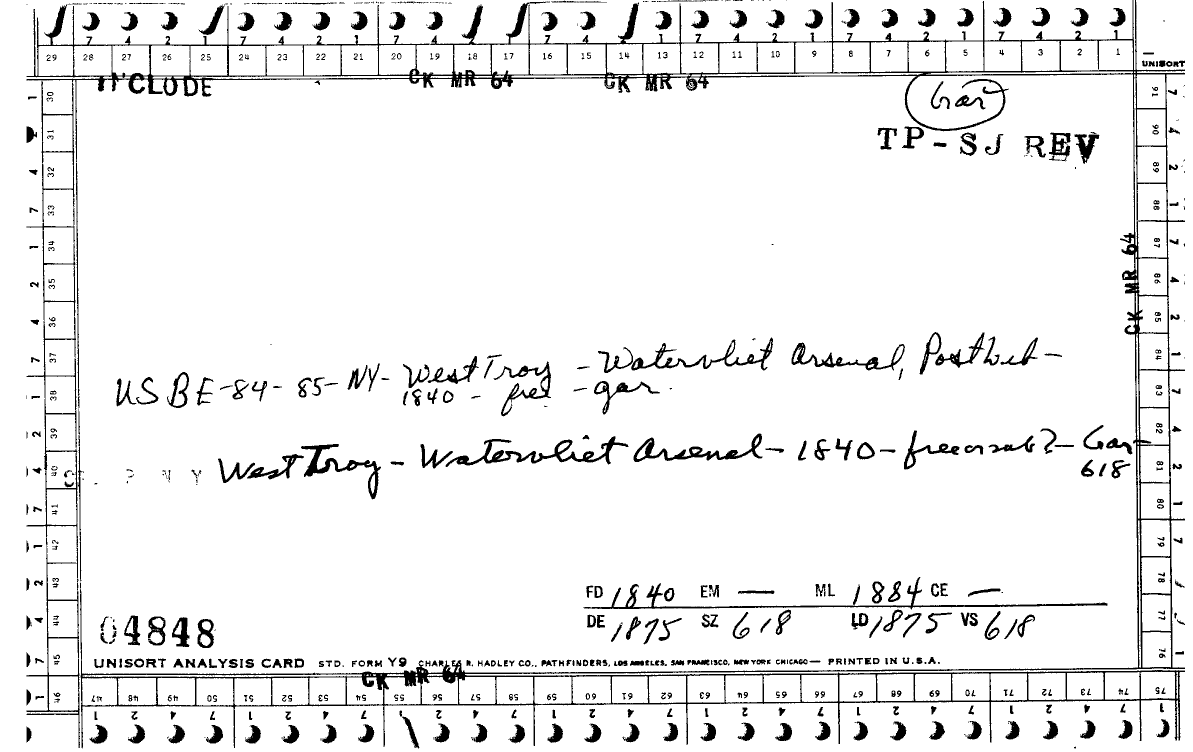 7 4 2 1 7 4 2 1 7 4 2 1 7 4 2 1 7 4 2 1 7 4 2 1 7 4 2 1
29 28 27 26 25 24 23 22 21 20 19 18 17 16 15 14 13 12 11 10 9 8 7 6 5 4 3 2 1
UNISORT
CK MR 64 CK MR 64
Gar
TP-SJ REV
CK MR 64
USBE-84-85-NY- West Troy - Watervliet Arsenal, Post Hosp -
1840 - free - gar.
P N Y West Troy - Watervliet Arsenal - 1840 - free or sub? - Gar
618
FD 1840 EM — ML 1884 CE —
DE 1875 SZ 618 LD 1875 VS 618
04848
UNISORT ANALYSIS CARD STD. FORM Y9 CHARLES R. HADLEY CO., PATHFINDERS, LOS ANGELES, SAN FRANCISCO, NEW YORK CHICAGO — PRINTED IN U.S.A.
CK MR 64
30 31 32 33 34 35 36 37 38 39 40 41 42 43 44 45 46
47 48 49 50 51 52 53 54 55 56 57 58 59 60 61 62 63 64 65 66 67 68 69 70 71 72 73 74 75
76 77 78 79 80 81 82 83 84 85 86 87 88 89 90 91